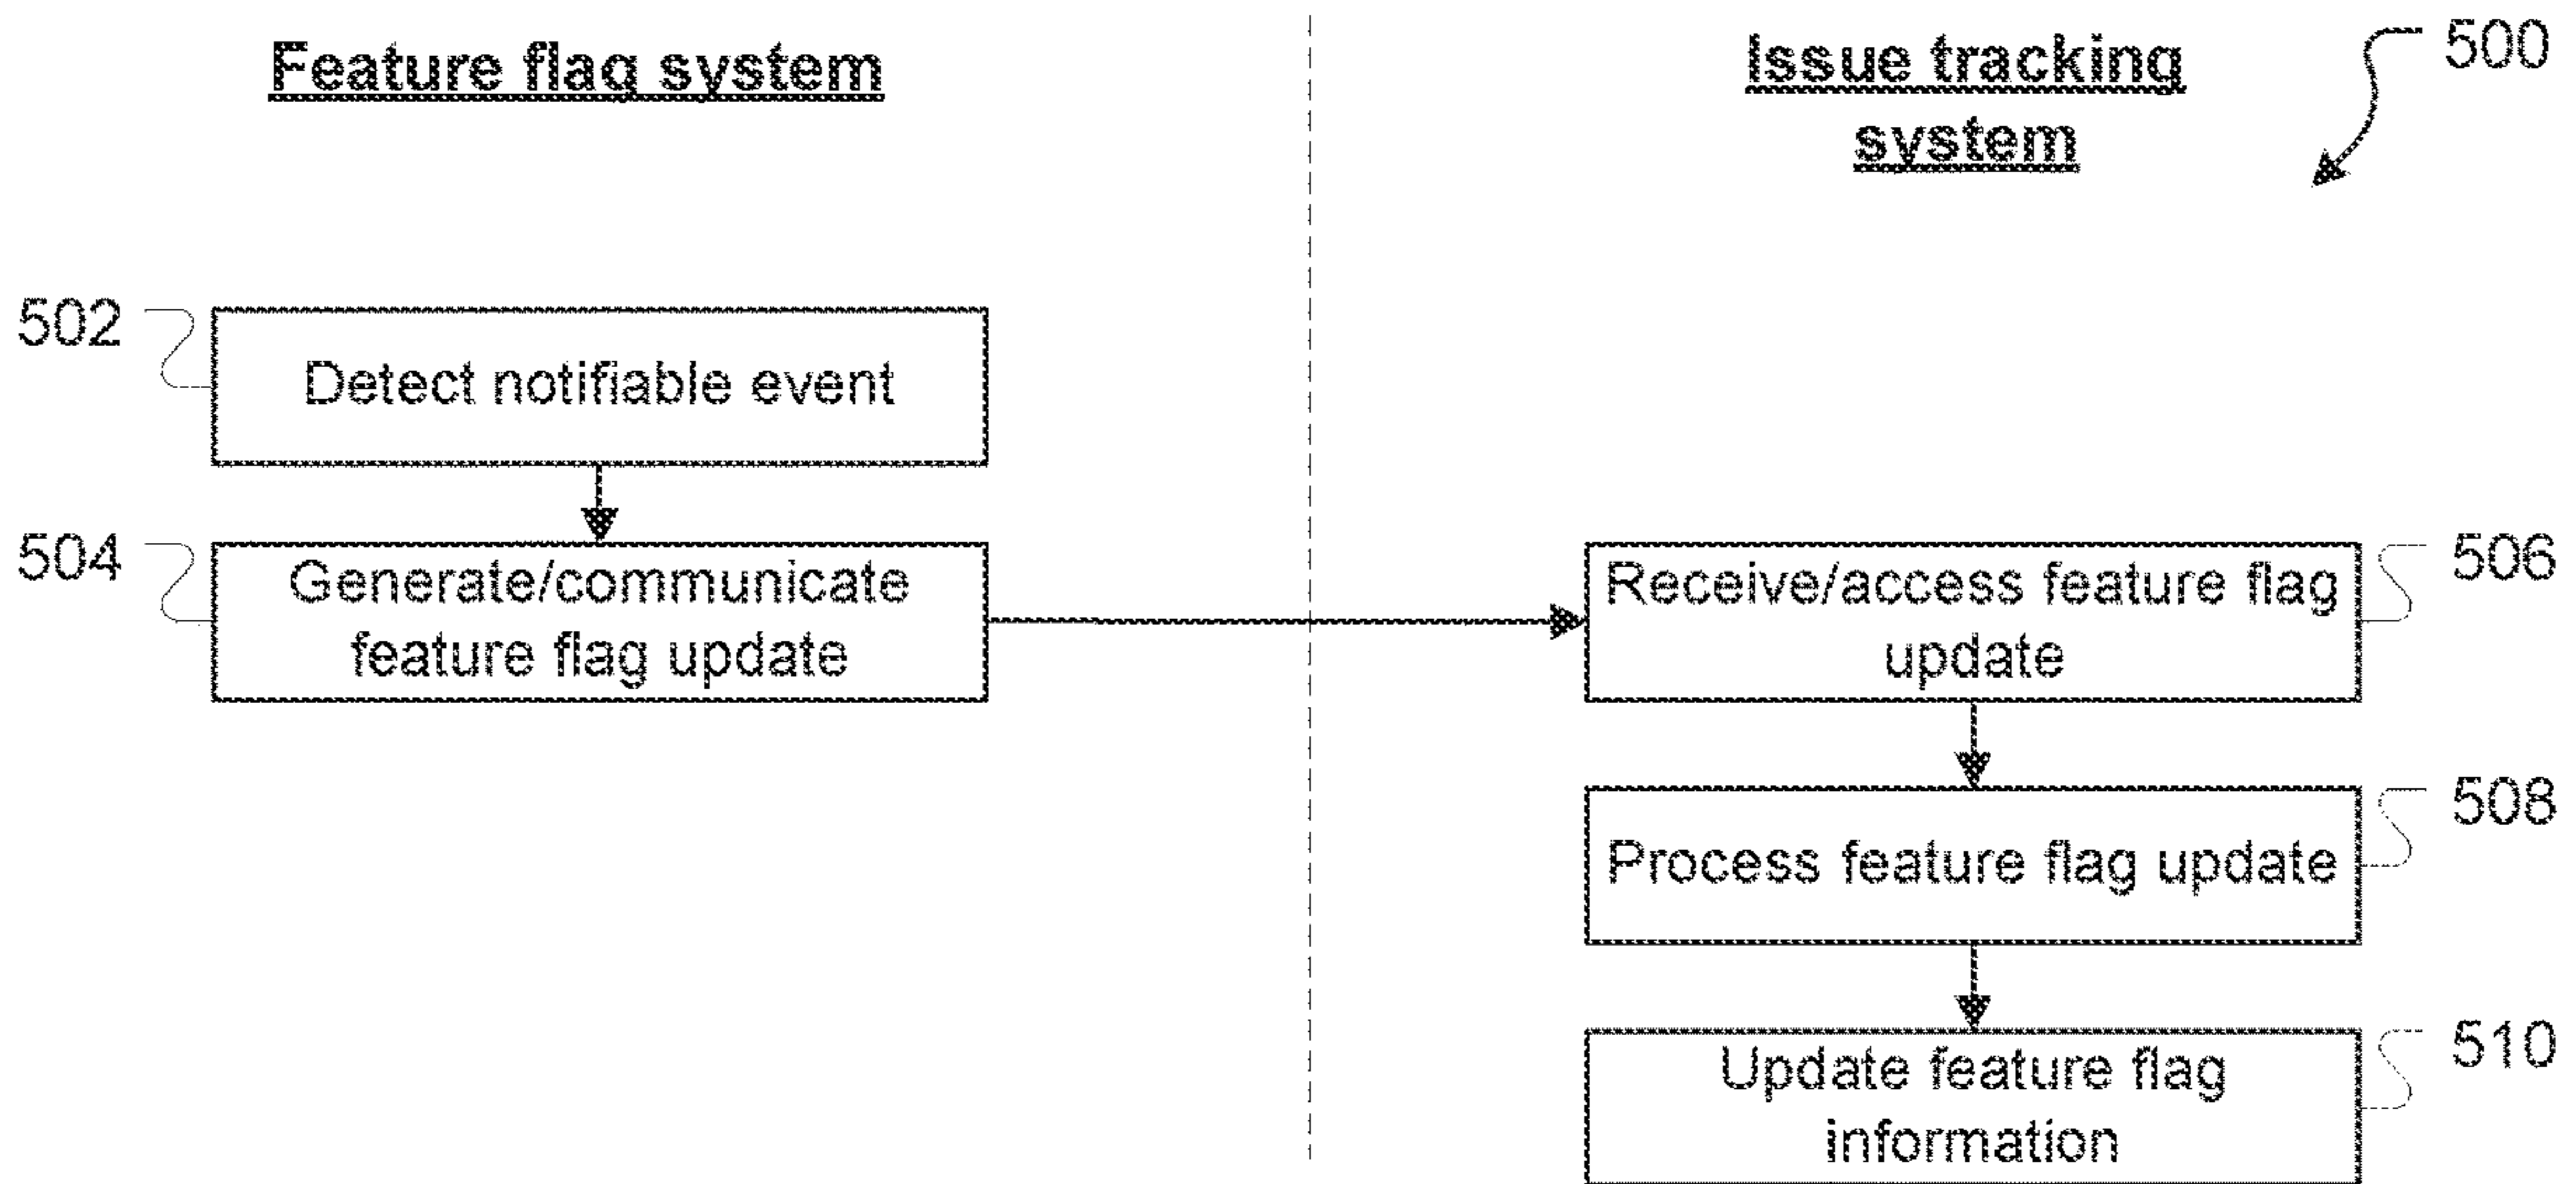 Feature flag system
Issue tracking
system
500
502
Detect notifiable event
504
Generate/communicate
feature flag update
506
Receive/access feature flag
update
508
Process feature flag update
510
Update feature flag
information